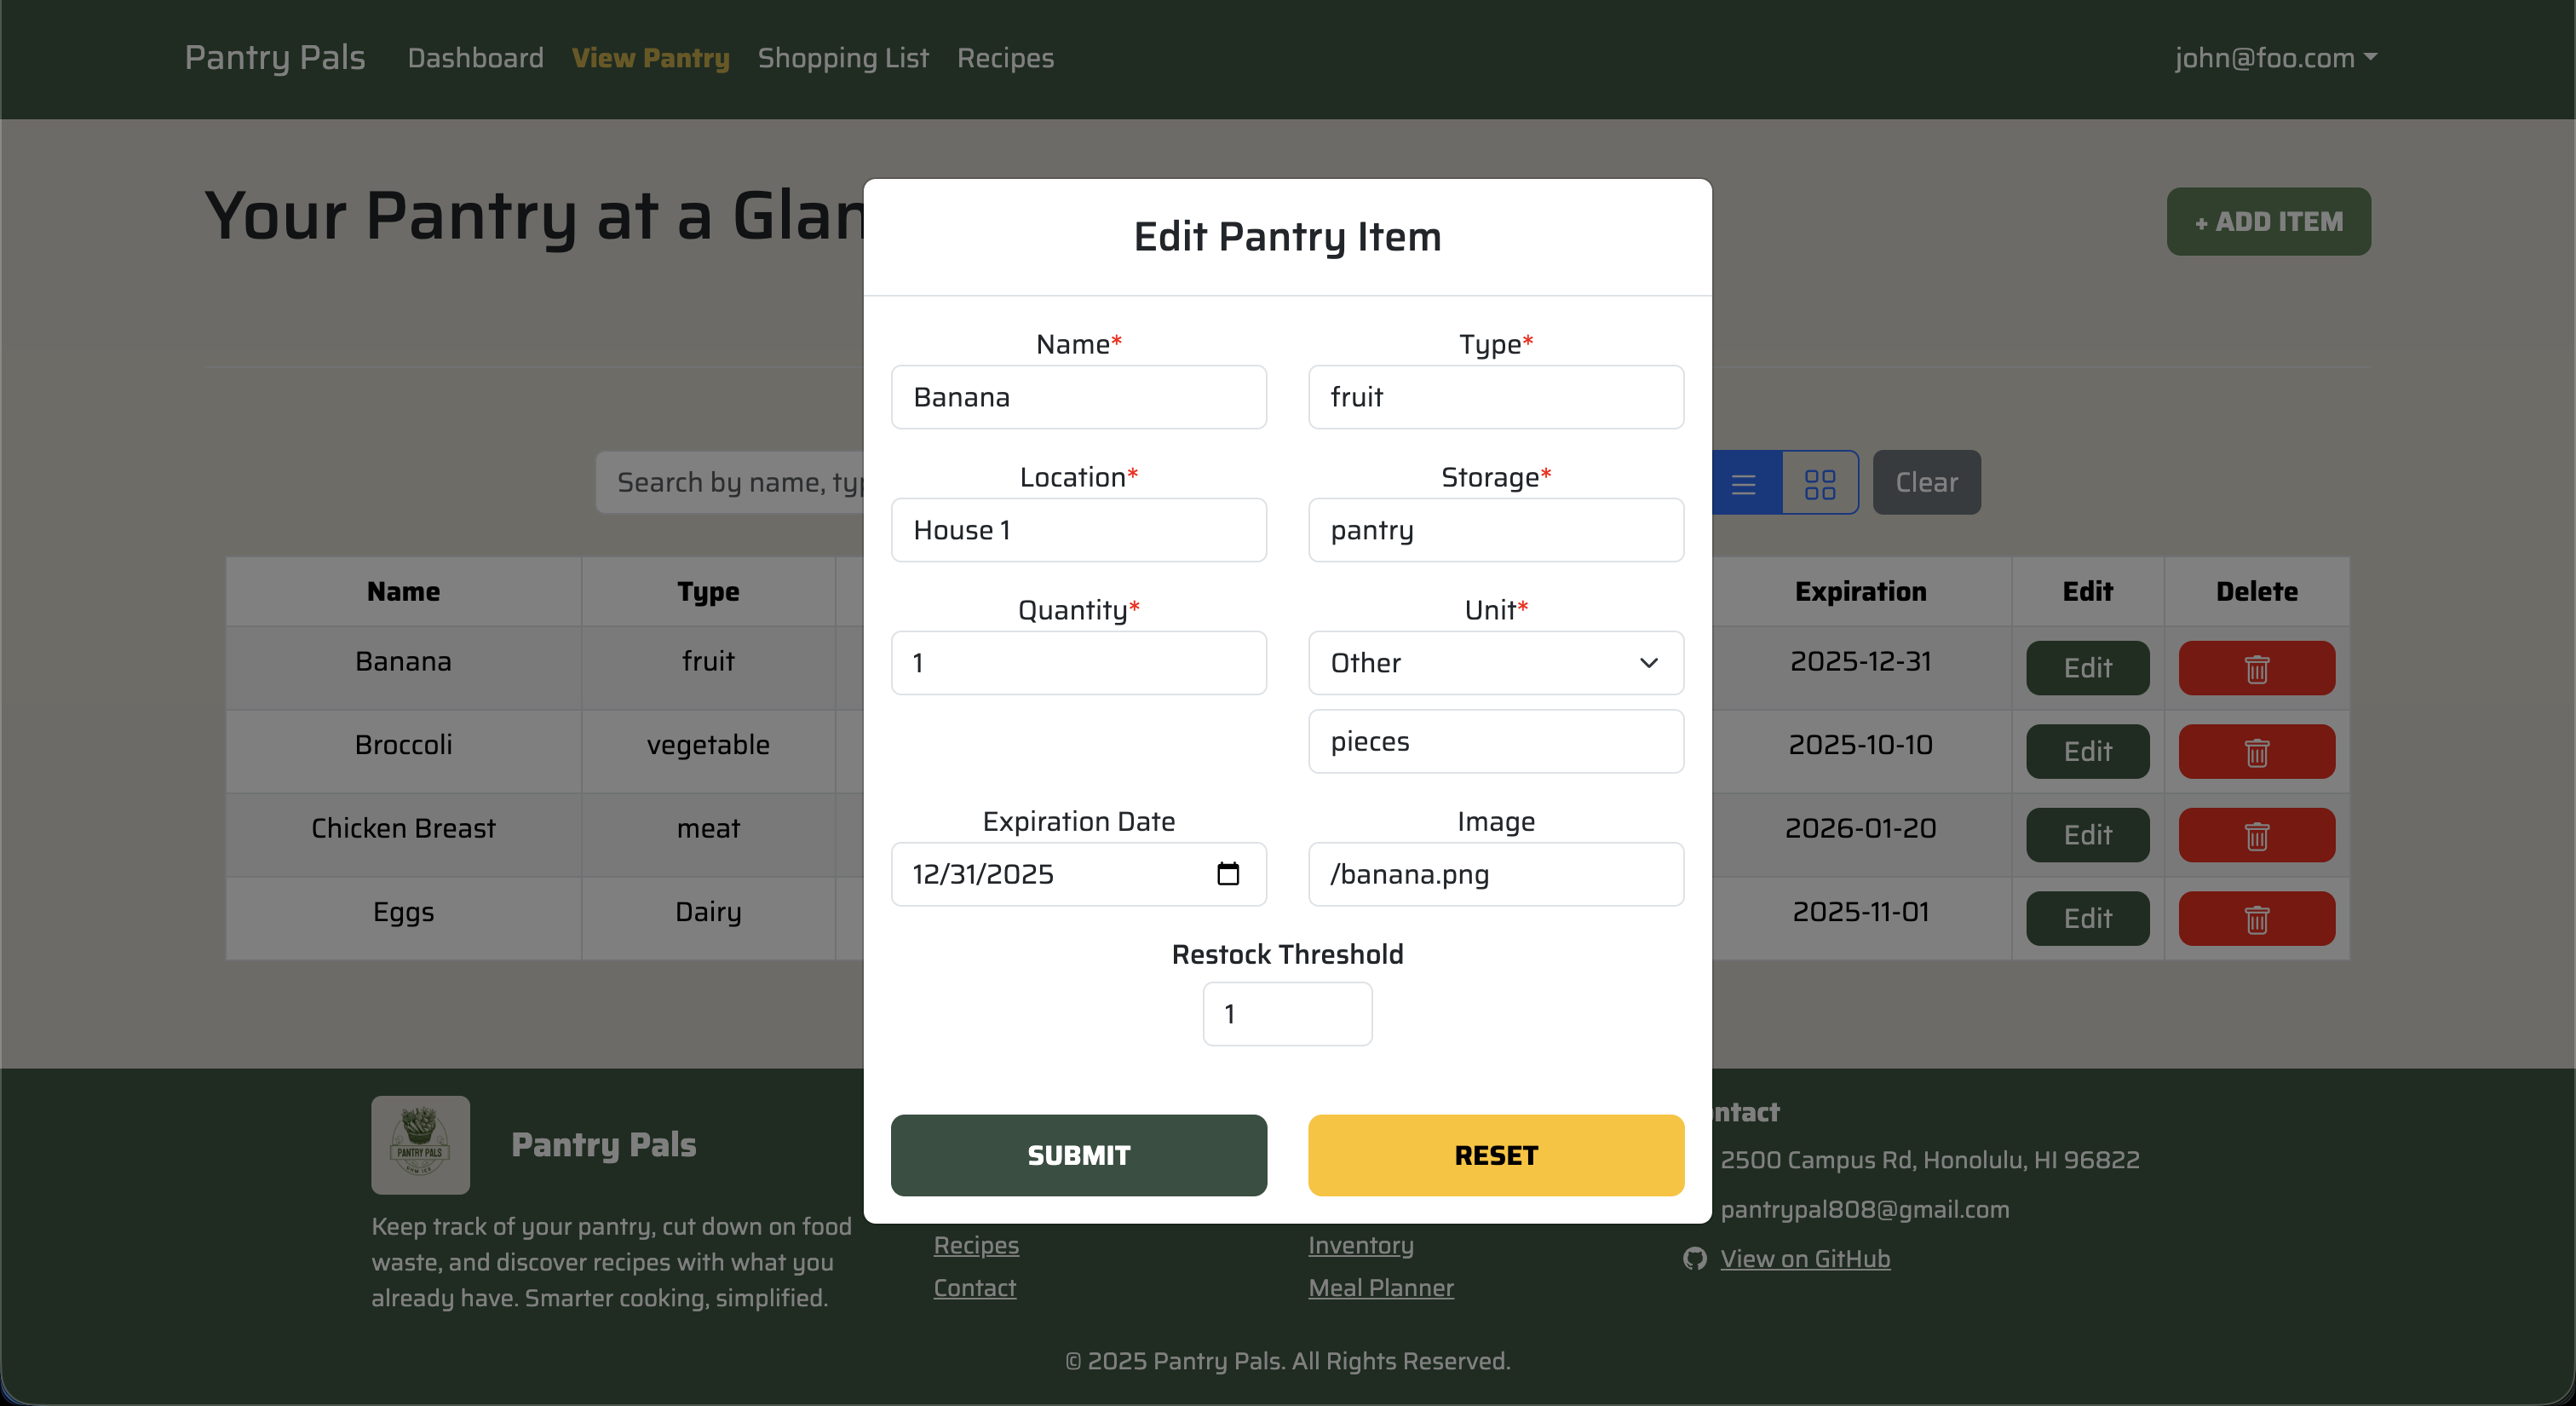 Pantry Pals Dashboard View Pantry Shopping List Recipes john@foo.com
Your Pantry at a Glan
+ ADD ITEM
Search by name, typ
Clear
Name Type Expiration Edit Delete
Banana fruit 2025-12-31 Edit
Broccoli vegetable 2025-10-10 Edit
Chicken Breast meat 2026-01-20 Edit
Eggs Dairy 2025-11-01 Edit
Edit Pantry Item
Name* Type*
Banana fruit
Location* Storage*
House 1 pantry
Quantity* Unit*
1 Other
pieces
Expiration Date Image
12/31/2025 /banana.png
Restock Threshold
1
SUBMIT RESET
PANTRY PALS
Pantry Pals
Keep track of your pantry, cut down on food
waste, and discover recipes with what you
already have. Smarter cooking, simplified.
Recipes
Contact
Inventory
Meal Planner
ntact
2500 Campus Rd, Honolulu, HI 96822
pantrypal808@gmail.com
View on GitHub
© 2025 Pantry Pals. All Rights Reserved.